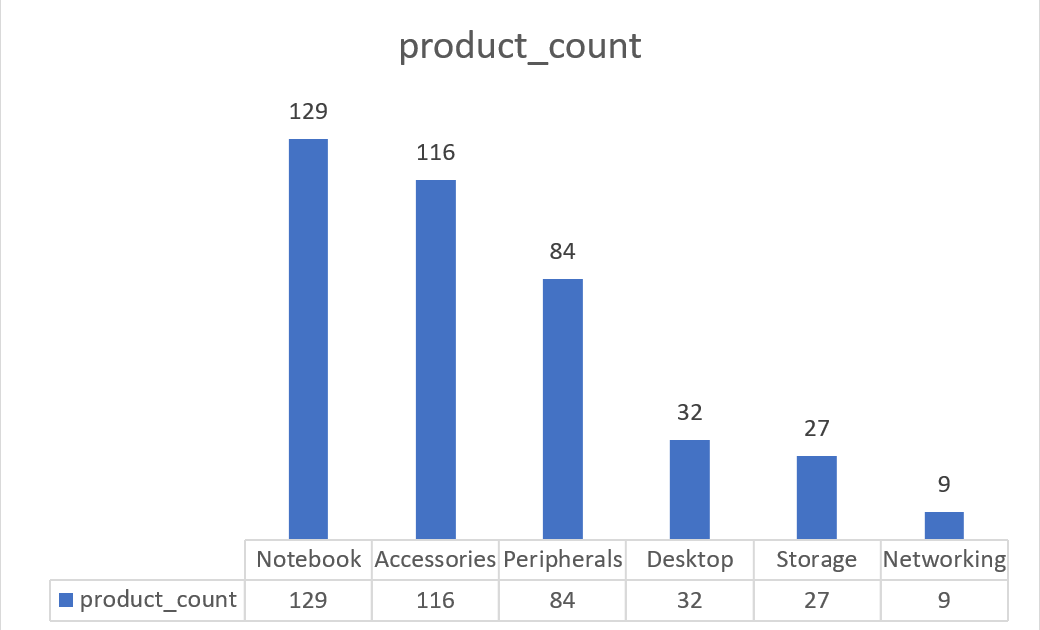 product_count
129
116
84
32
27
9
Notebook Accessories Peripherals Desktop Storage Networking
product_count 129 116 84 32 27 9